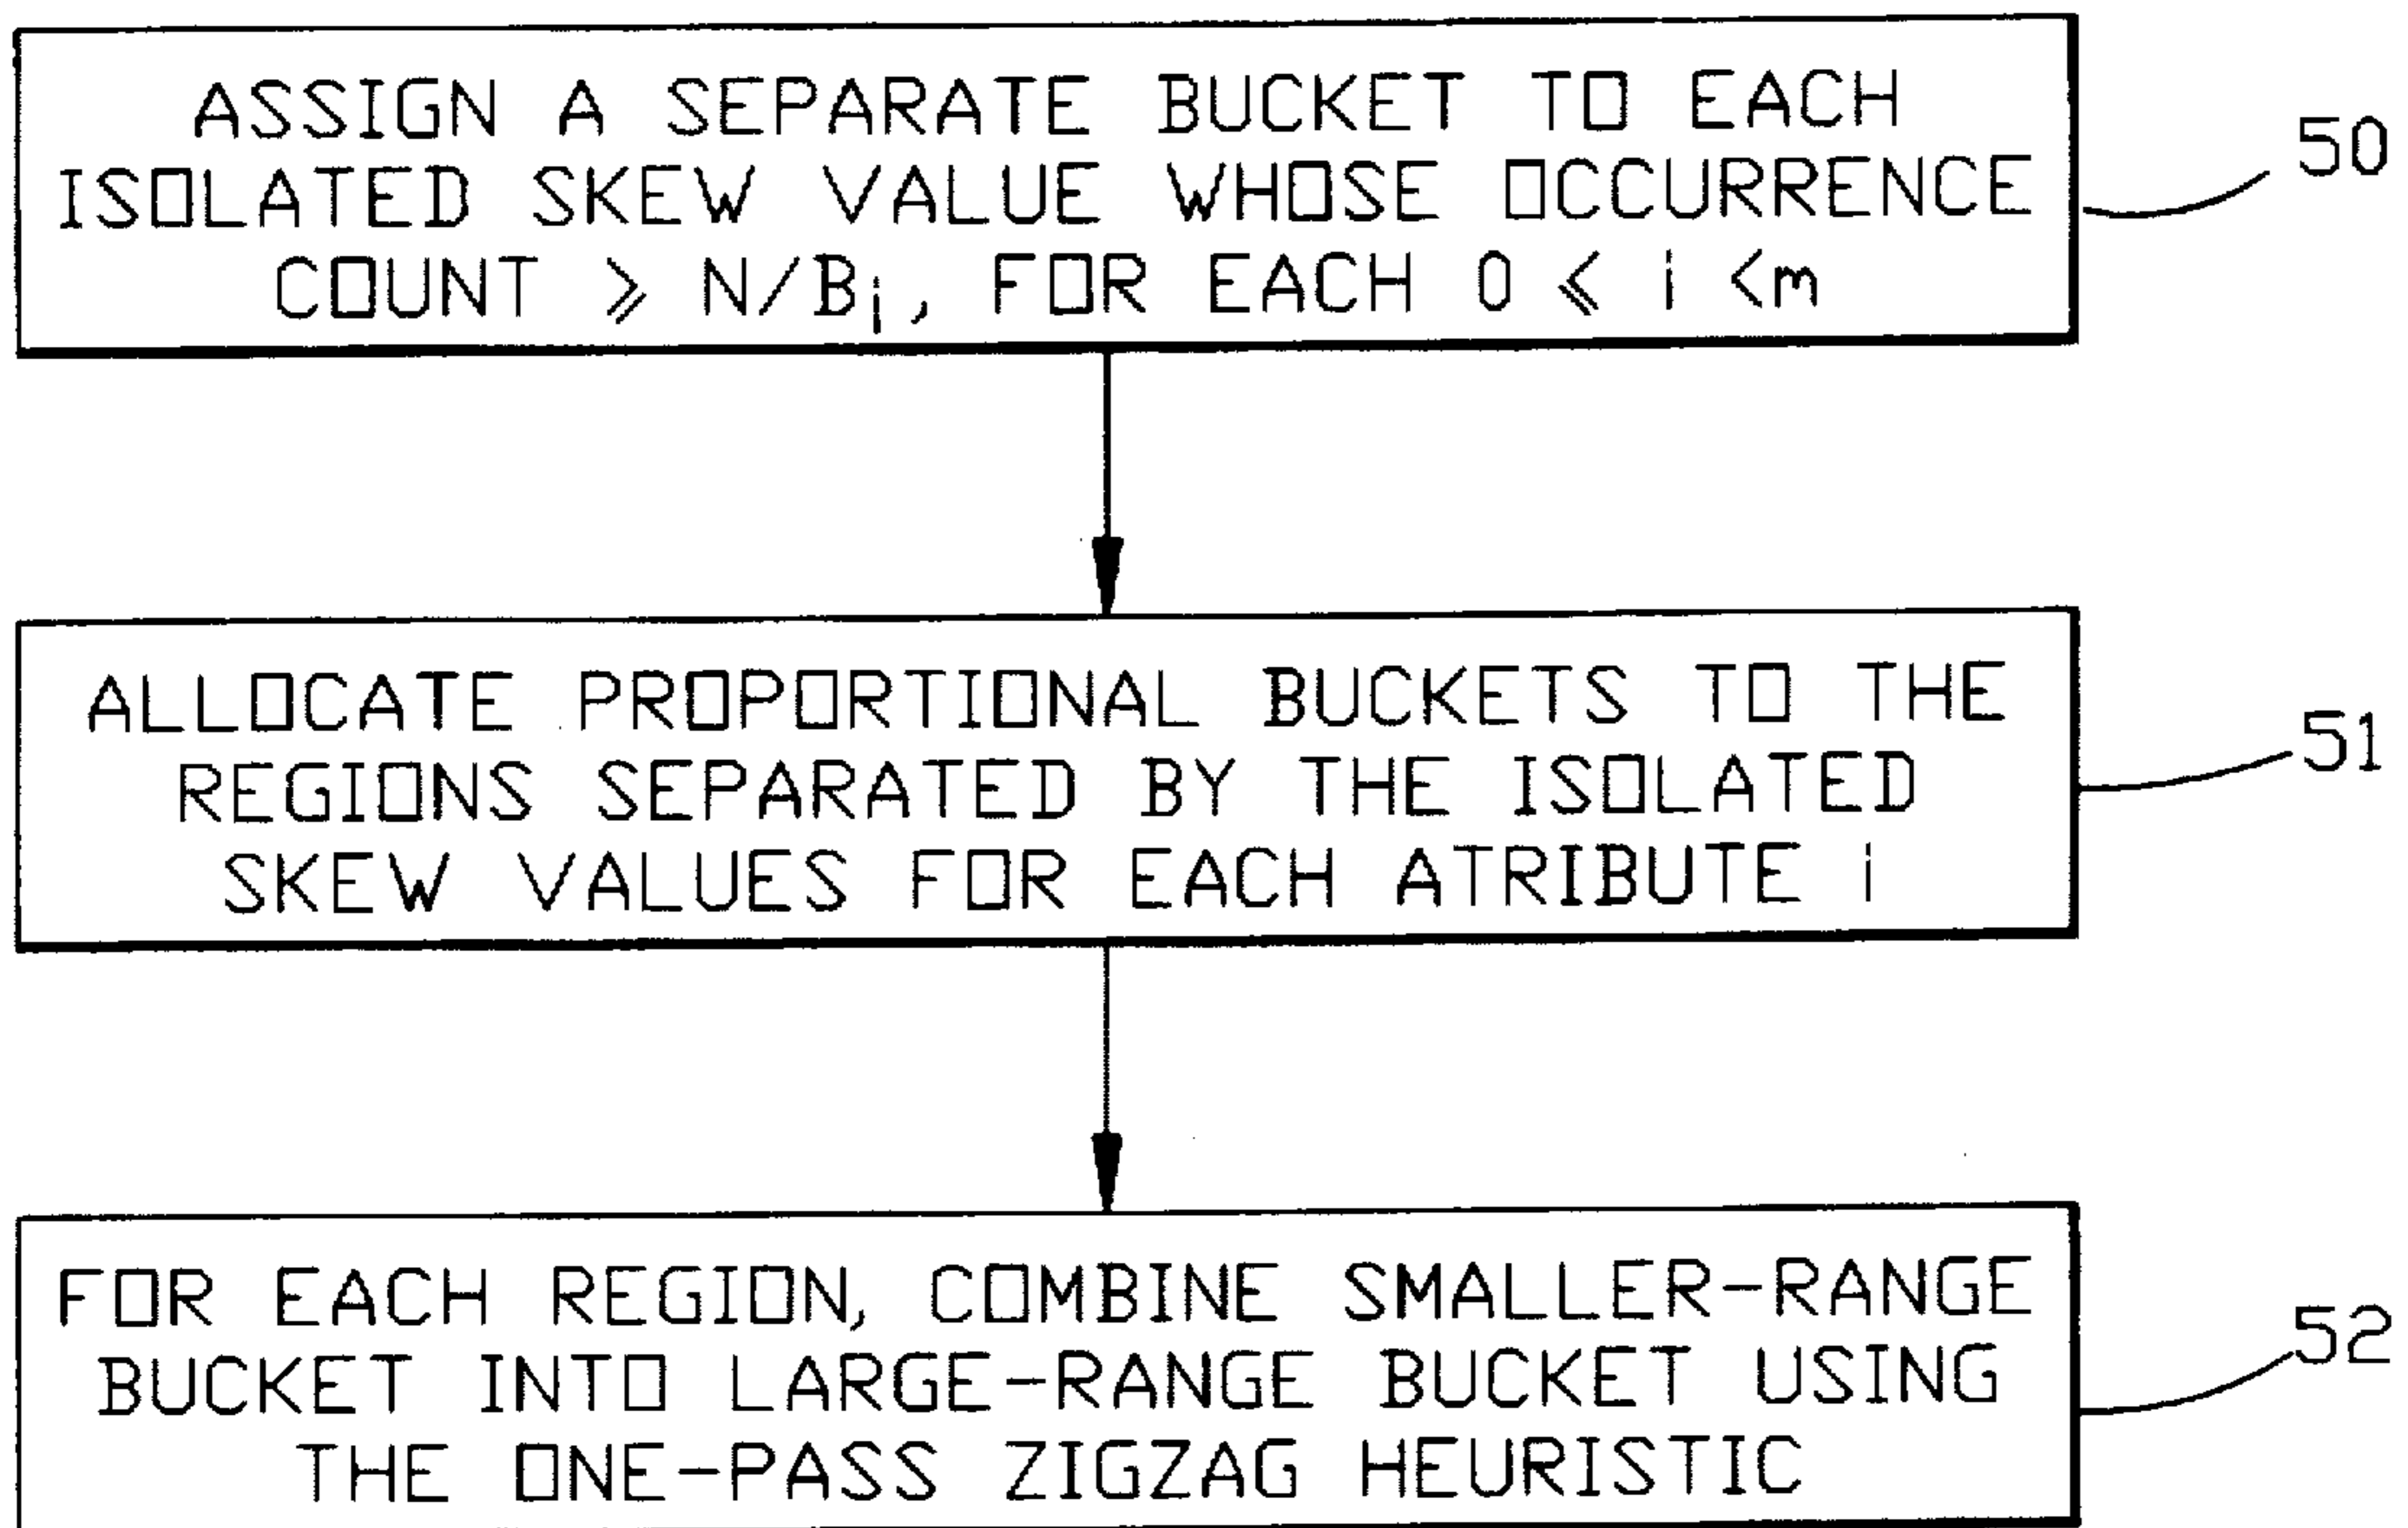 ASSIGN A SEPARATE BUCKET TO EACH
ISOLATED SKEW VALUE WHOSE OCCURRENCE
COUNT ⩾ N/Bi, FOR EACH 0 ⩽ i <m
50
ALLOCATE PROPORTIONAL BUCKETS TO THE
REGIONS SEPARATED BY THE ISOLATED
SKEW VALUES FOR EACH ATRIBUTE i
51
FOR EACH REGION, COMBINE SMALLER-RANGE
BUCKET INTO LARGE-RANGE BUCKET USING
THE ONE-PASS ZIGZAG HEURISTIC
52